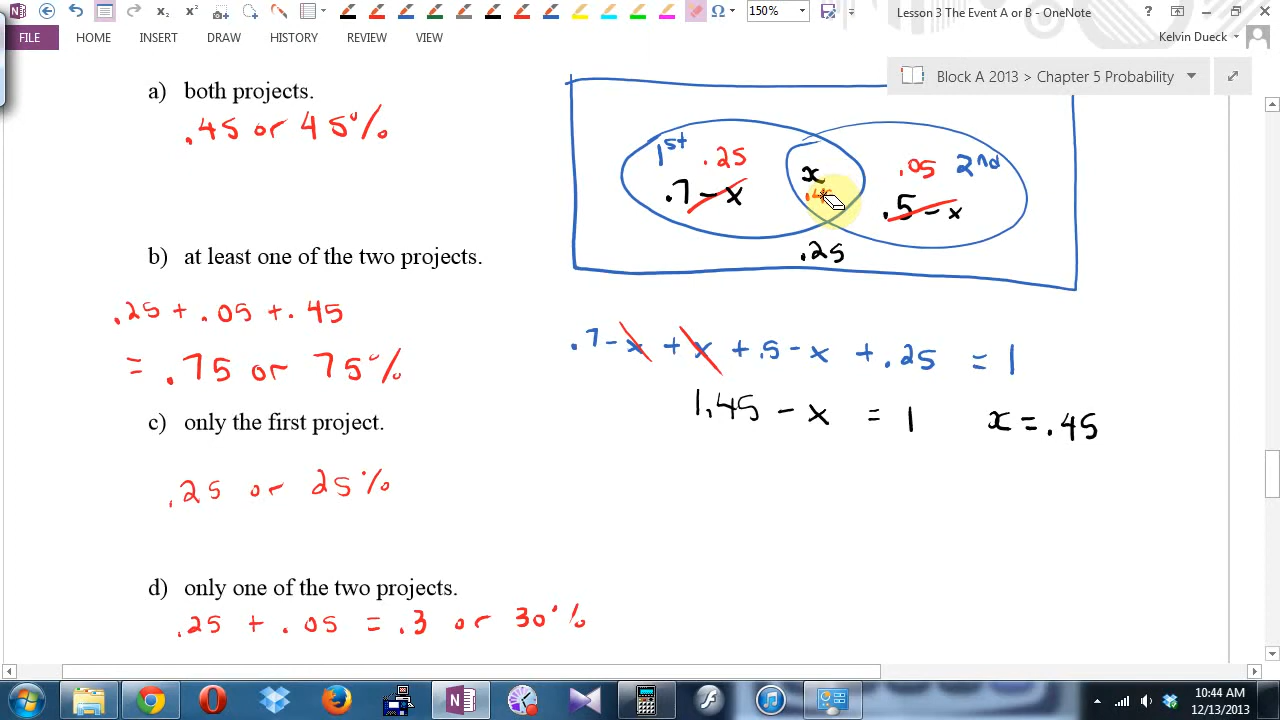 150%
Lesson 3 The Event A or B - OneNote
FILE HOME INSERT DRAW HISTORY REVIEW VIEW
Kelvin Dueck
Block A 2013 > Chapter 5 Probability
a) both projects.
.45 or 45%
1st .25
.7 - x
x
.05 2nd
.5 - x
.25
b) at least one of the two projects.
.25 + .05 + .45
= .75 or 75%
.7 - x + x + .5 - x + .25 = 1
1.45 - x = 1 x = .45
c) only the first project.
.25 or 25%
d) only one of the two projects.
.25 + .05 = .3 or 30%
10:44 AM
12/13/2013